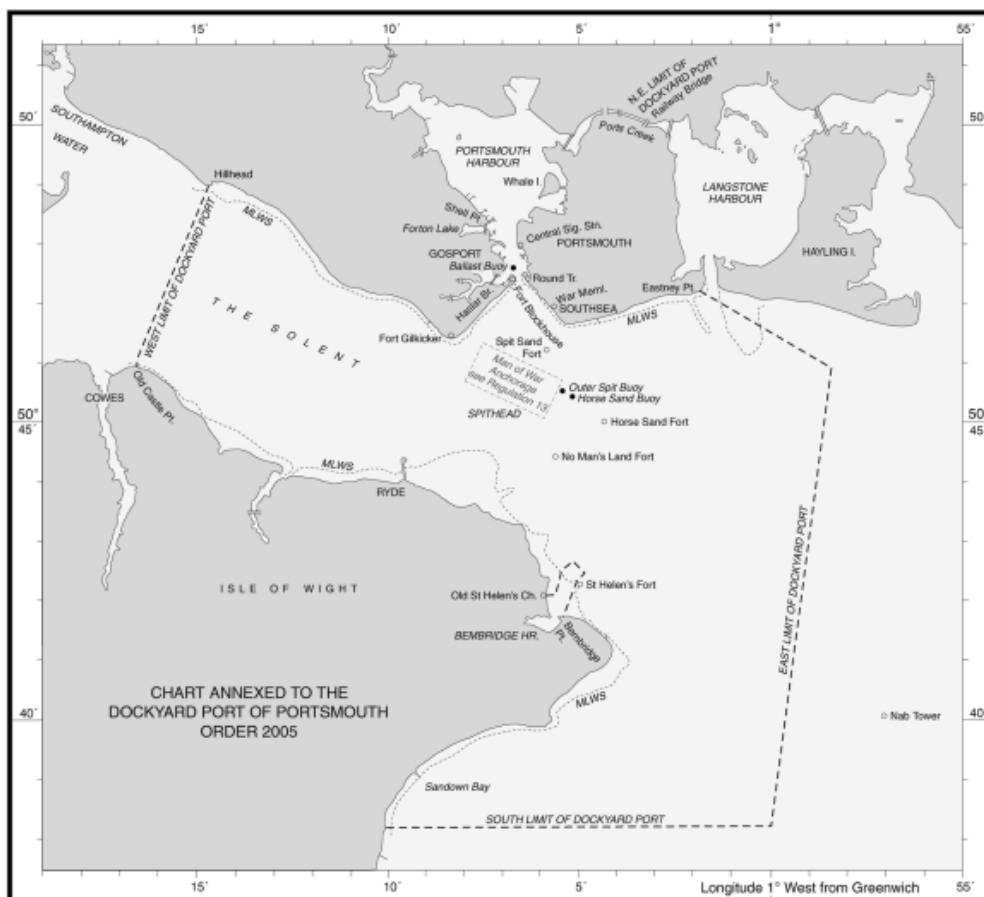 15´
10´
5´
1°
55´
50´
50´
SOUTHAMPTON
WATER
Hillhead
MLWS
WEST LIMIT OF DOCKYARD PORT
THE SOLENT
COWES
Old Castle Pt.
PORTSMOUTH
HARBOUR
Whale I.
N.E. LIMIT OF
DOCKYARD PORT
Railway Bridge
Ports Creek
LANGSTONE
HARBOUR
HAYLING I.
Shell Pt.
Forton Lake
Central Sig. Stn.
PORTSMOUTH
GOSPORT
Ballast Buoy
Round Tr.
Haslar Br.
Fort Blockhouse
War Meml.
SOUTHSEA
Eastney Pt.
MLWS
Fort Gilkicker
Spit Sand
Fort
Man of War
Anchorage
see Regulation 13
Outer Spit Buoy
Horse Sand Buoy
SPITHEAD
Horse Sand Fort
No Man's Land Fort
50°
45´
50°
45´
MLWS
RYDE
ISLE OF WIGHT
St Helen's Fort
Old St Helen's Ch.
BEMBRIDGE HR.
Bembridge
Pt.
EAST LIMIT OF DOCKYARD PORT
MLWS
CHART ANNEXED TO THE
DOCKYARD PORT OF PORTSMOUTH
ORDER 2005
40´
40´
Nab Tower
Sandown Bay
SOUTH LIMIT OF DOCKYARD PORT
15´
10´
5´
Longitude 1° West from Greenwich
55´